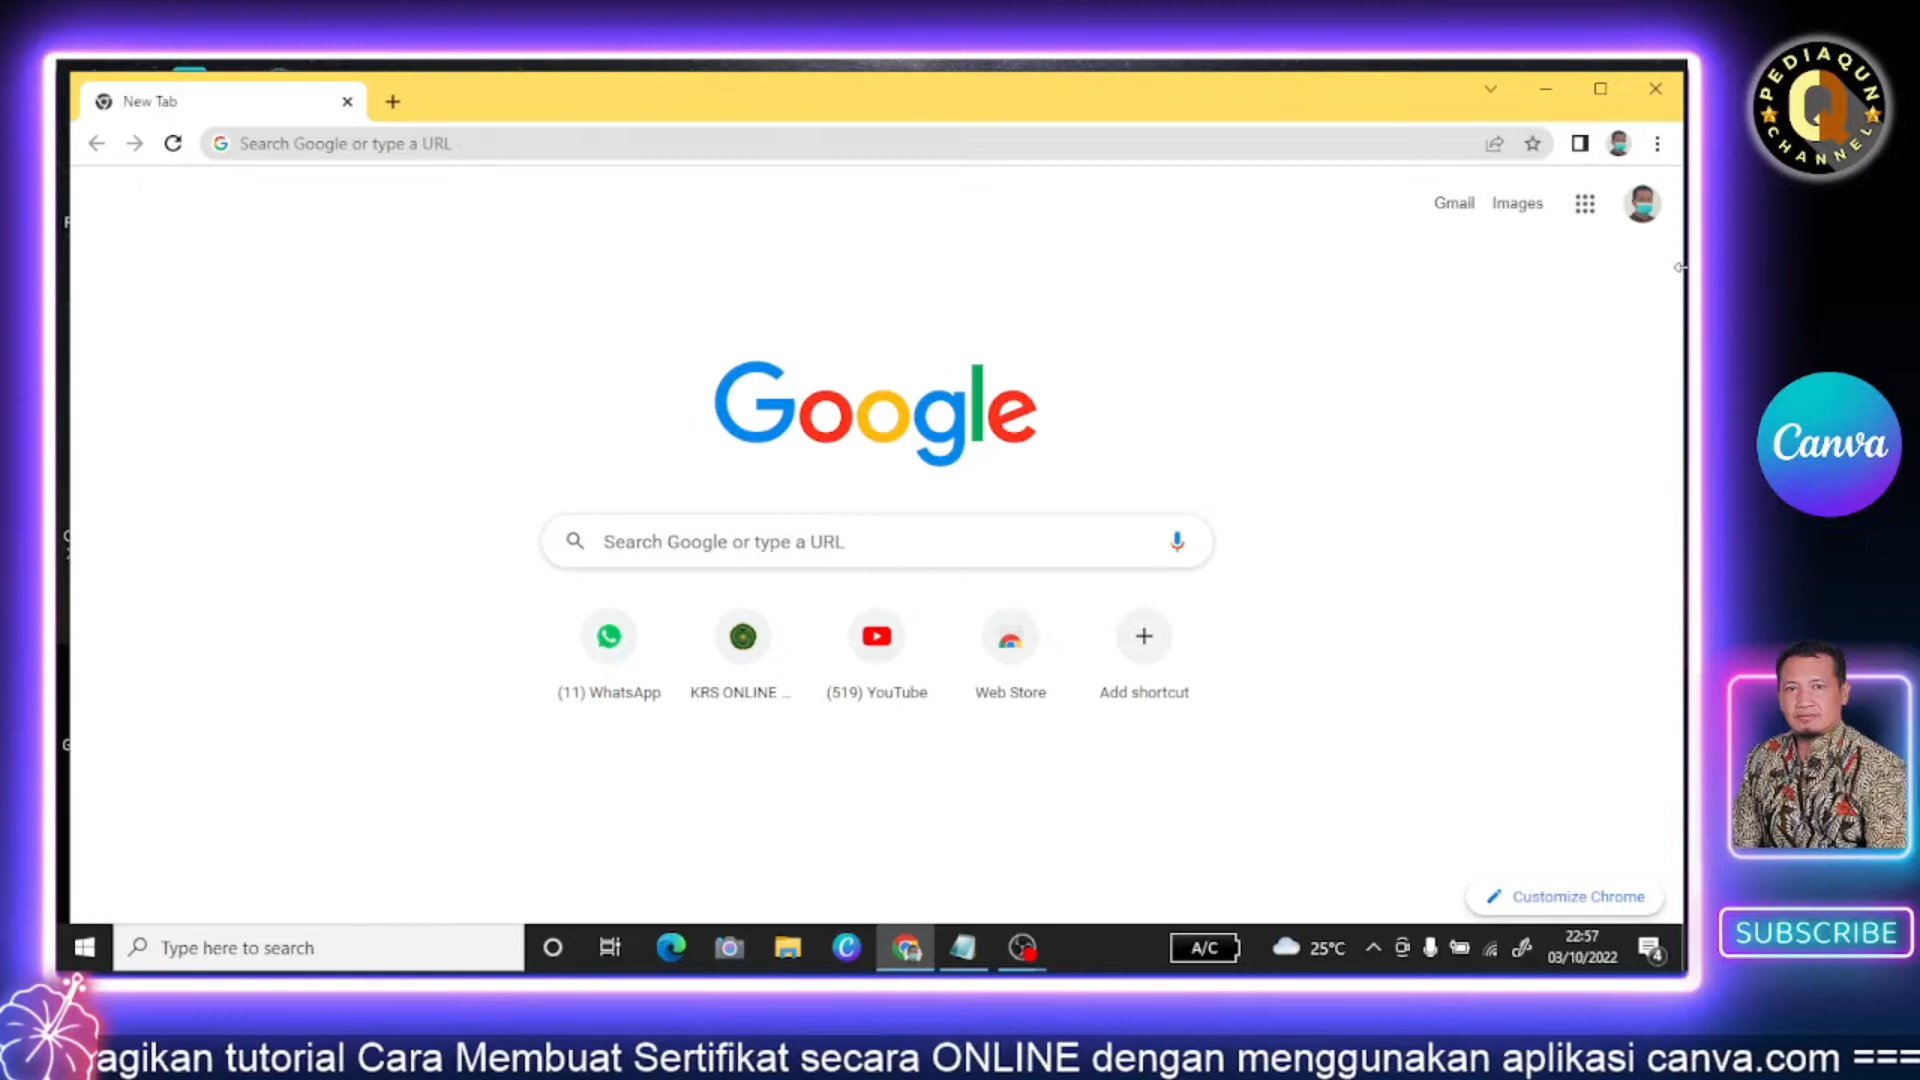 New Tab
Search Google or type a URL
Gmail Images
Google
Search Google or type a URL
(11) WhatsApp
KRS ONLINE ...
(519) YouTube
Web Store
Add shortcut
Customize Chrome
Type here to search
A/C
25°C
22:57
03/10/2022
4
PEDIAQUN
CHANNEL
Canva
SUBSCRIBE
agikan tutorial Cara Membuat Sertifikat secara ONLINE dengan menggunakan aplikasi canva.com ===